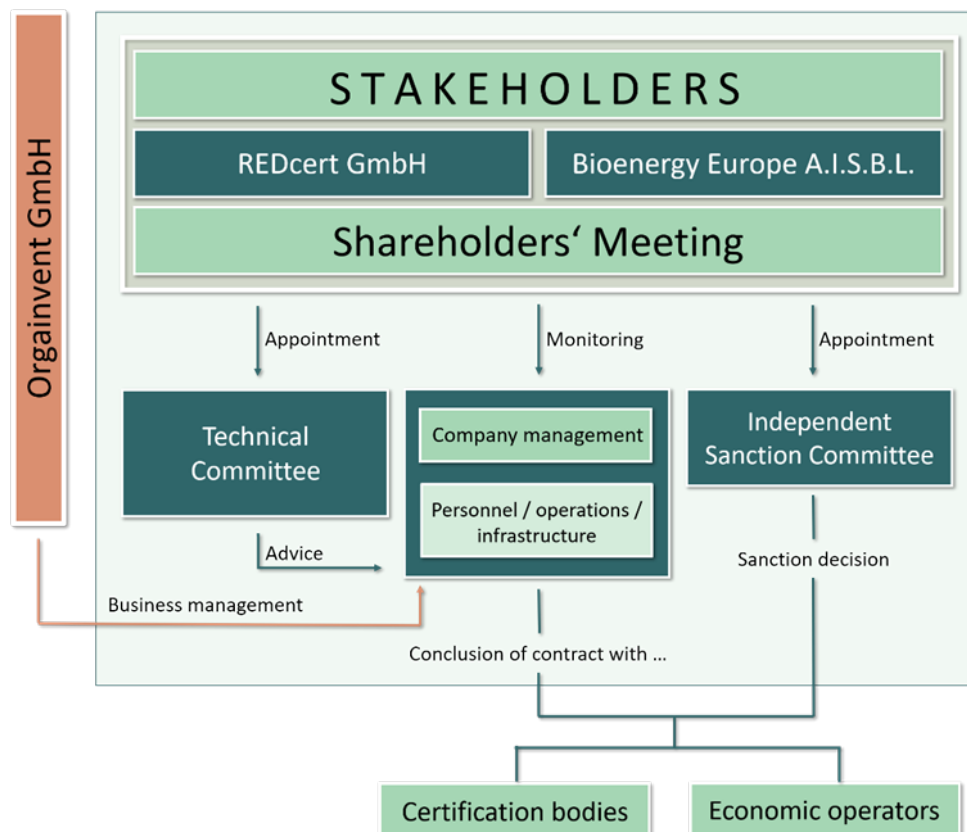 Orgainvent GmbH
STAKEHOLDERS
REDcert GmbH
Bioenergy Europe A.I.S.B.L.
Shareholders‘ Meeting
Appointment
Monitoring
Appointment
Technical
Committee
Company management
Personnel / operations /
infrastructure
Independent
Sanction Committee
Advice
Sanction decision
Business management
Conclusion of contract with ...
Certification bodies
Economic operators